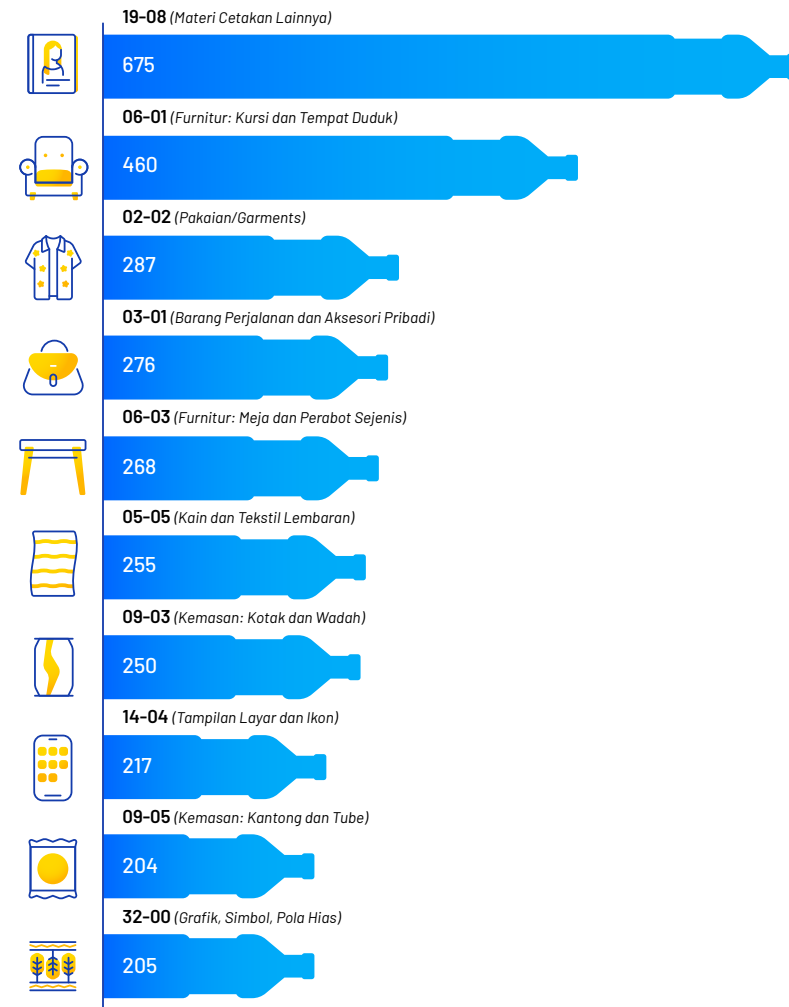 19-08 (Materi Cetakan Lainnya)
675
06-01 (Furnitur: Kursi dan Tempat Duduk)
460
02-02 (Pakaian/Garments)
287
03-01 (Barang Perjalanan dan Aksesori Pribadi)
276
06-03 (Furnitur: Meja dan Perabot Sejenis)
268
05-05 (Kain dan Tekstil Lembaran)
255
09-03 (Kemasan: Kotak dan Wadah)
250
14-04 (Tampilan Layar dan Ikon)
217
09-05 (Kemasan: Kantong dan Tube)
204
32-00 (Grafik, Simbol, Pola Hias)
205